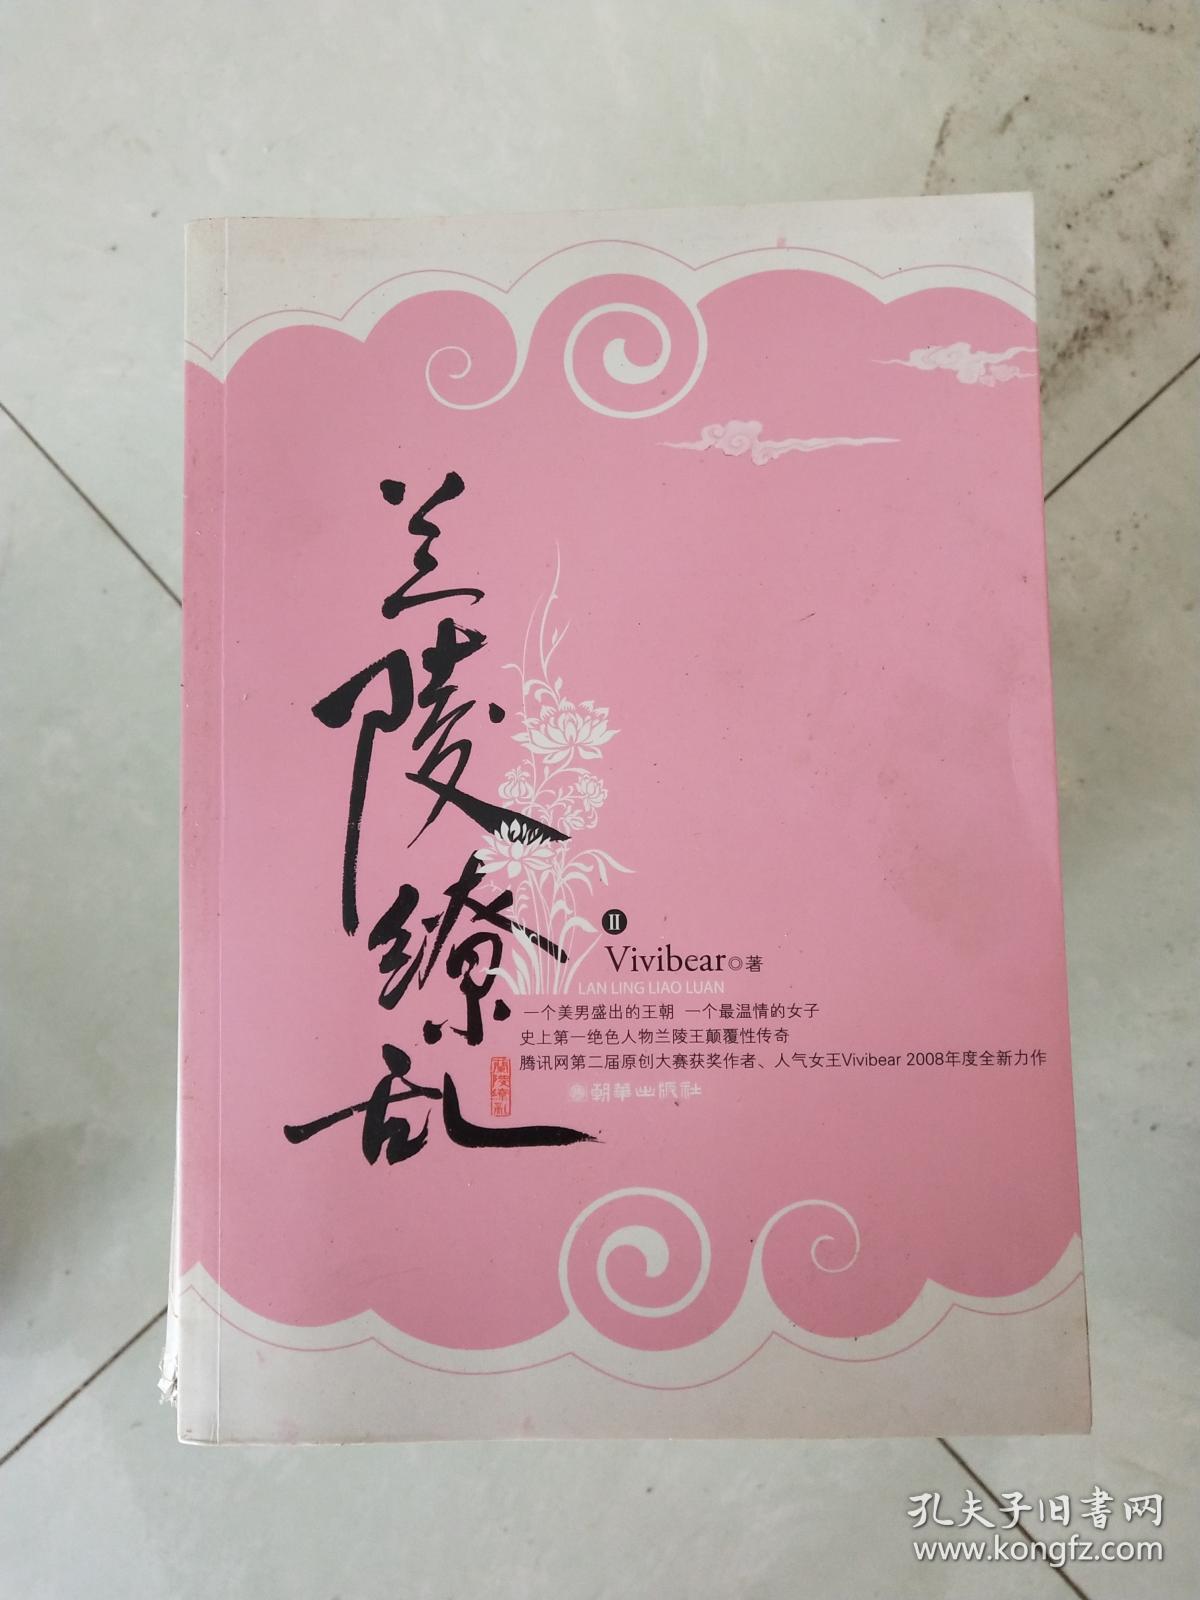 兰陵缭乱
II
Vivibear◎著
LAN LING LIAO LUAN
一个美男盛出的王朝 一个最温情的女子
史上第一绝色人物兰陵王颠覆性传奇
腾讯网第二届原创大赛获奖作者、人气女王Vivibear 2008年度全新力作
蘭陵繚亂
朝華出版社
孔夫子旧书网
www.kongfz.com